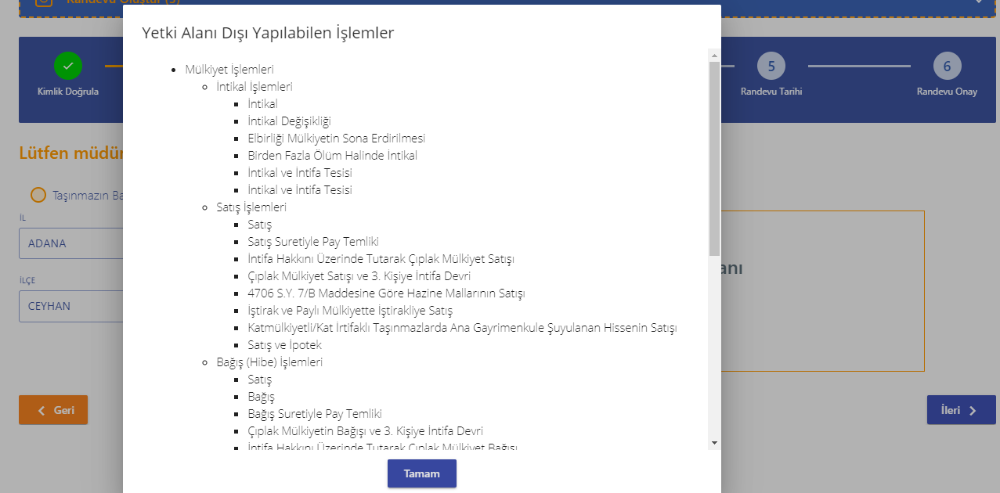 Randevu Oluştur (3)
Yetki Alanı Dışı Yapılabilen İşlemler
Kimlik Doğrula
5
Randevu Tarihi
6
Randevu Onay
Lütfen müdür
Taşınmazın Ba
İL
ADANA
İLÇE
CEYHAN
Mülkiyet İşlemleri
İntikal İşlemleri
İntikal
İntikal Değişikliği
Elbirliği Mülkiyetin Sona Erdirilmesi
Birden Fazla Ölüm Halinde İntikal
İntikal ve İntifa Tesisi
İntikal ve İntifa Tesisi
Satış İşlemleri
Satış
Satış Suretiyle Pay Temliki
İntifa Hakkını Üzerinde Tutarak Çıplak Mülkiyet Satışı
Çıplak Mülkiyet Satışı ve 3. Kişiye İntifa Devri
4706 S.Y. 7/B Maddesine Göre Hazine Mallarının Satışı
İştirak ve Paylı Mülkiyette İştirakliye Satış
Katmülkiyetli/Kat İrtifaklı Taşınmazlarda Ana Gayrimenkule Şuyulanan Hissenin Satışı
Satış ve İpotek
Bağış (Hibe) İşlemleri
Satış
Bağış
Bağış Suretiyle Pay Temliki
Çıplak Mülkiyetin Bağışı ve 3. Kişiye İntifa Devri
İntifa Hakkını Üzerinde Tutarak Çıplak Mülkiyet Bağışı
anı
Geri
İleri
Tamam